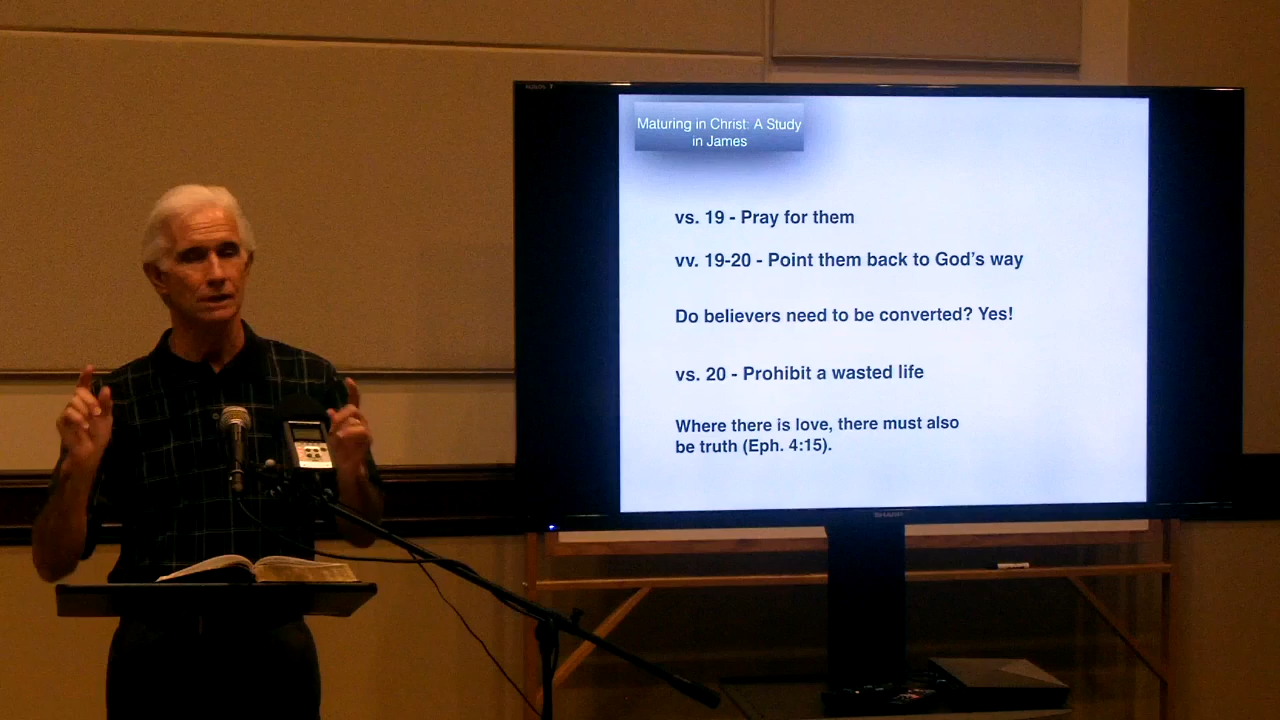 Maturing in Christ: A Study
in James
vs. 19 - Pray for them
vv. 19-20 - Point them back to God's way
Do believers need to be converted? Yes!
vs. 20 - Prohibit a wasted life
Where there is love, there must also
be truth (Eph. 4:15).
SHARP